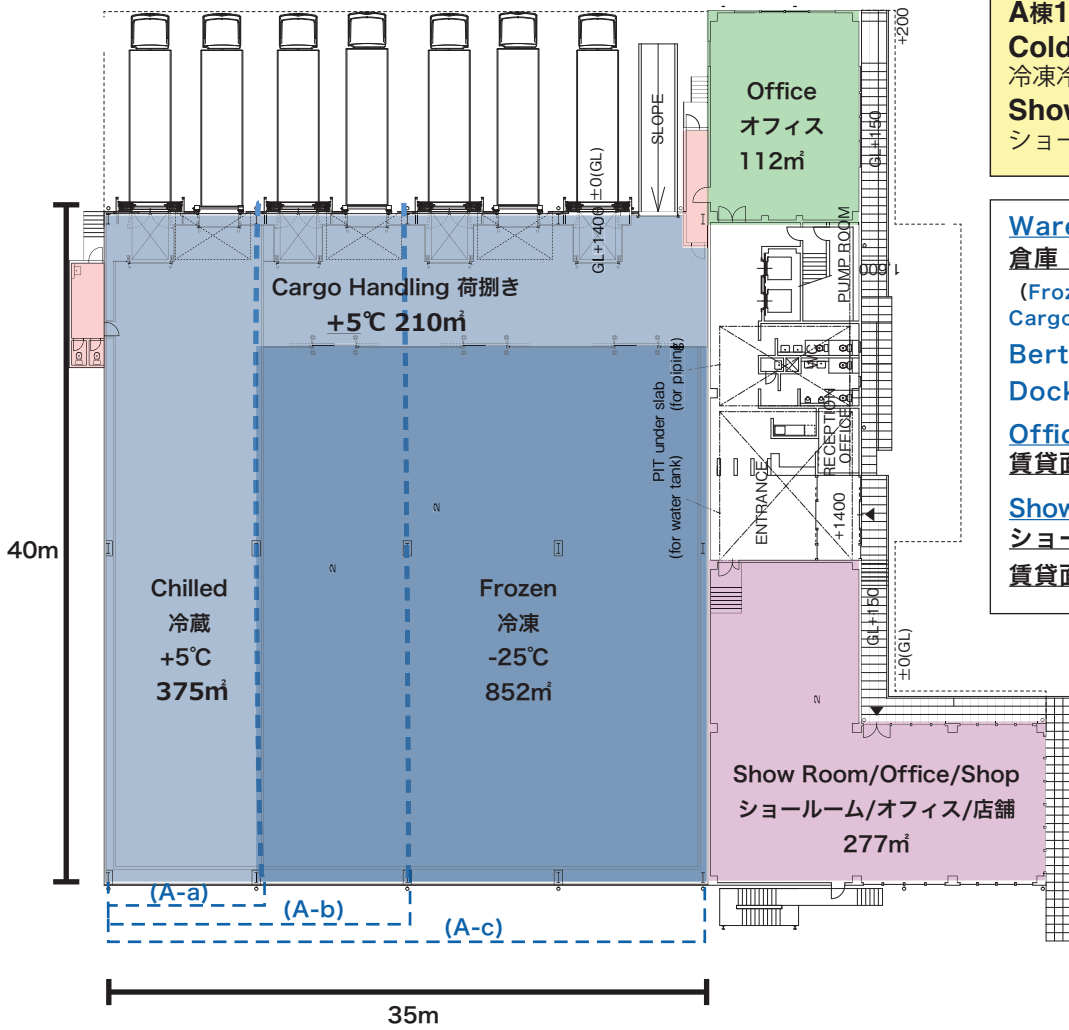 +200
A棟1
Cold
冷凍冷
Show
ショー
Office
オフィス
112㎡
SLOPE
GL+150
GL+1400
±0(GL)
PUMP ROOM
1,600
Ware
倉庫
(Froz
Cargo
Bert
Dock
Offic
賃貸面
Show
ショー
賃貸面
Cargo Handling 荷捌き
+5℃ 210㎡
WC
PIT under slab
(for piping)
(for water tank)
RECEPTION
OFFICE
ENTRANCE
+1400
40m
Chilled
冷蔵
+5℃
375㎡
Frozen
冷凍
-25℃
852㎡
GL+150
±0(GL)
Show Room/Office/Shop
ショールーム/オフィス/店舗
277㎡
(A-a)
(A-b)
(A-c)
35m